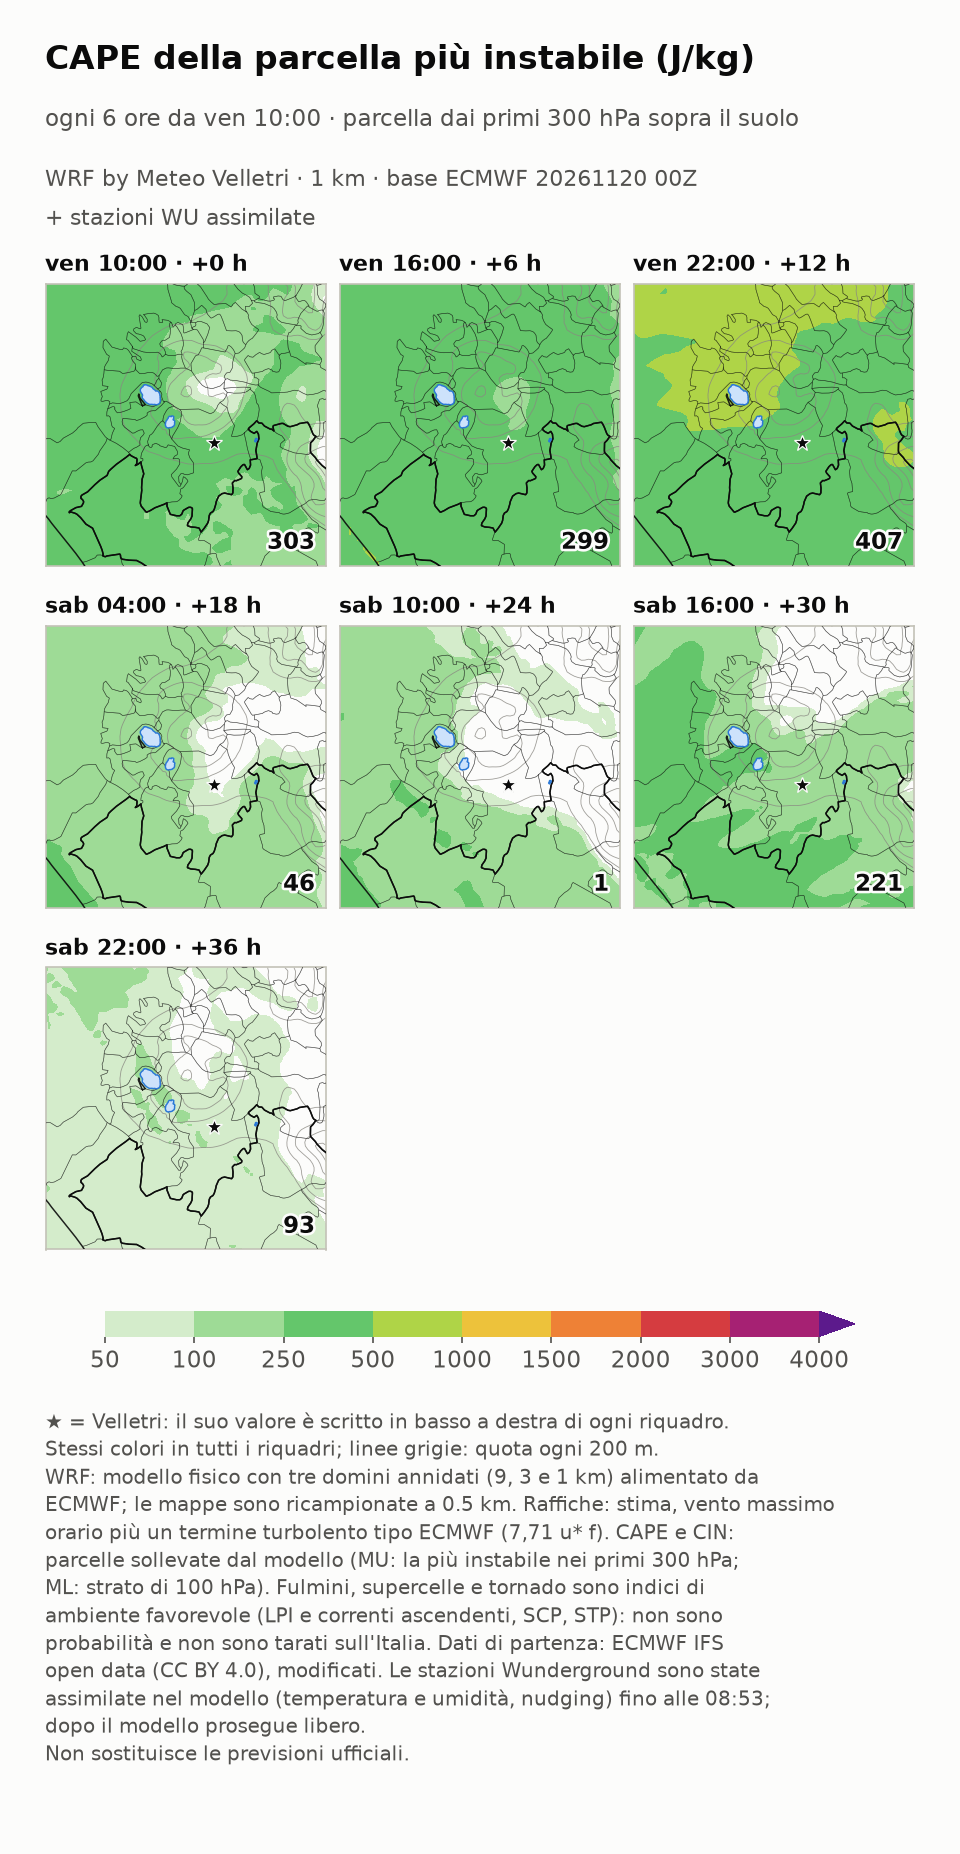 CAPE della parcella più instabile (J/kg)
ogni 6 ore da ven 10:00 · parcella dai primi 300 hPa sopra il suolo
WRF by Meteo Velletri · 1 km · base ECMWF 20261120 00Z
+ stazioni WU assimilate
ven 10:00 · +0 h
ven 16:00 · +6 h
ven 22:00 · +12 h
303
299
407
sab 04:00 · +18 h
sab 10:00 · +24 h
sab 16:00 · +30 h
46
1
221
sab 22:00 · +36 h
93
50 100 250 500 1000 1500 2000 3000 4000
★ = Velletri: il suo valore è scritto in basso a destra di ogni riquadro.
Stessi colori in tutti i riquadri; linee grigie: quota ogni 200 m.
WRF: modello fisico con tre domini annidati (9, 3 e 1 km) alimentato da
ECMWF; le mappe sono ricampionate a 0.5 km. Raffiche: stima, vento massimo
orario più un termine turbolento tipo ECMWF (7,71 u* f). CAPE e CIN:
parcelle sollevate dal modello (MU: la più instabile nei primi 300 hPa;
ML: strato di 100 hPa). Fulmini, supercelle e tornado sono indici di
ambiente favorevole (LPI e correnti ascendenti, SCP, STP): non sono
probabilità e non sono tarati sull'Italia. Dati di partenza: ECMWF IFS
open data (CC BY 4.0), modificati. Le stazioni Wunderground sono state
assimilate nel modello (temperatura e umidità, nudging) fino alle 08:53;
dopo il modello prosegue libero.
Non sostituisce le previsioni ufficiali.